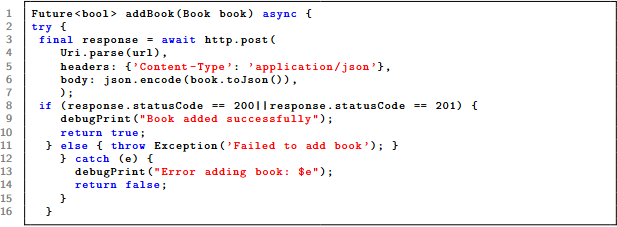 1 Future<bool> addBook(Book book) async {
2 try {
3 final response = await http.post(
4 Uri.parse(url),
5 headers: {'Content-Type': 'application/json'},
6 body: json.encode(book.toJson()),
7 );
8 if (response.statusCode == 200||response.statusCode == 201) {
9 debugPrint("Book added successfully");
10 return true;
11 } else { throw Exception('Failed to add book'); }
12 } catch (e) {
13 debugPrint("Error adding book: $e");
14 return false;
15 }
16 }